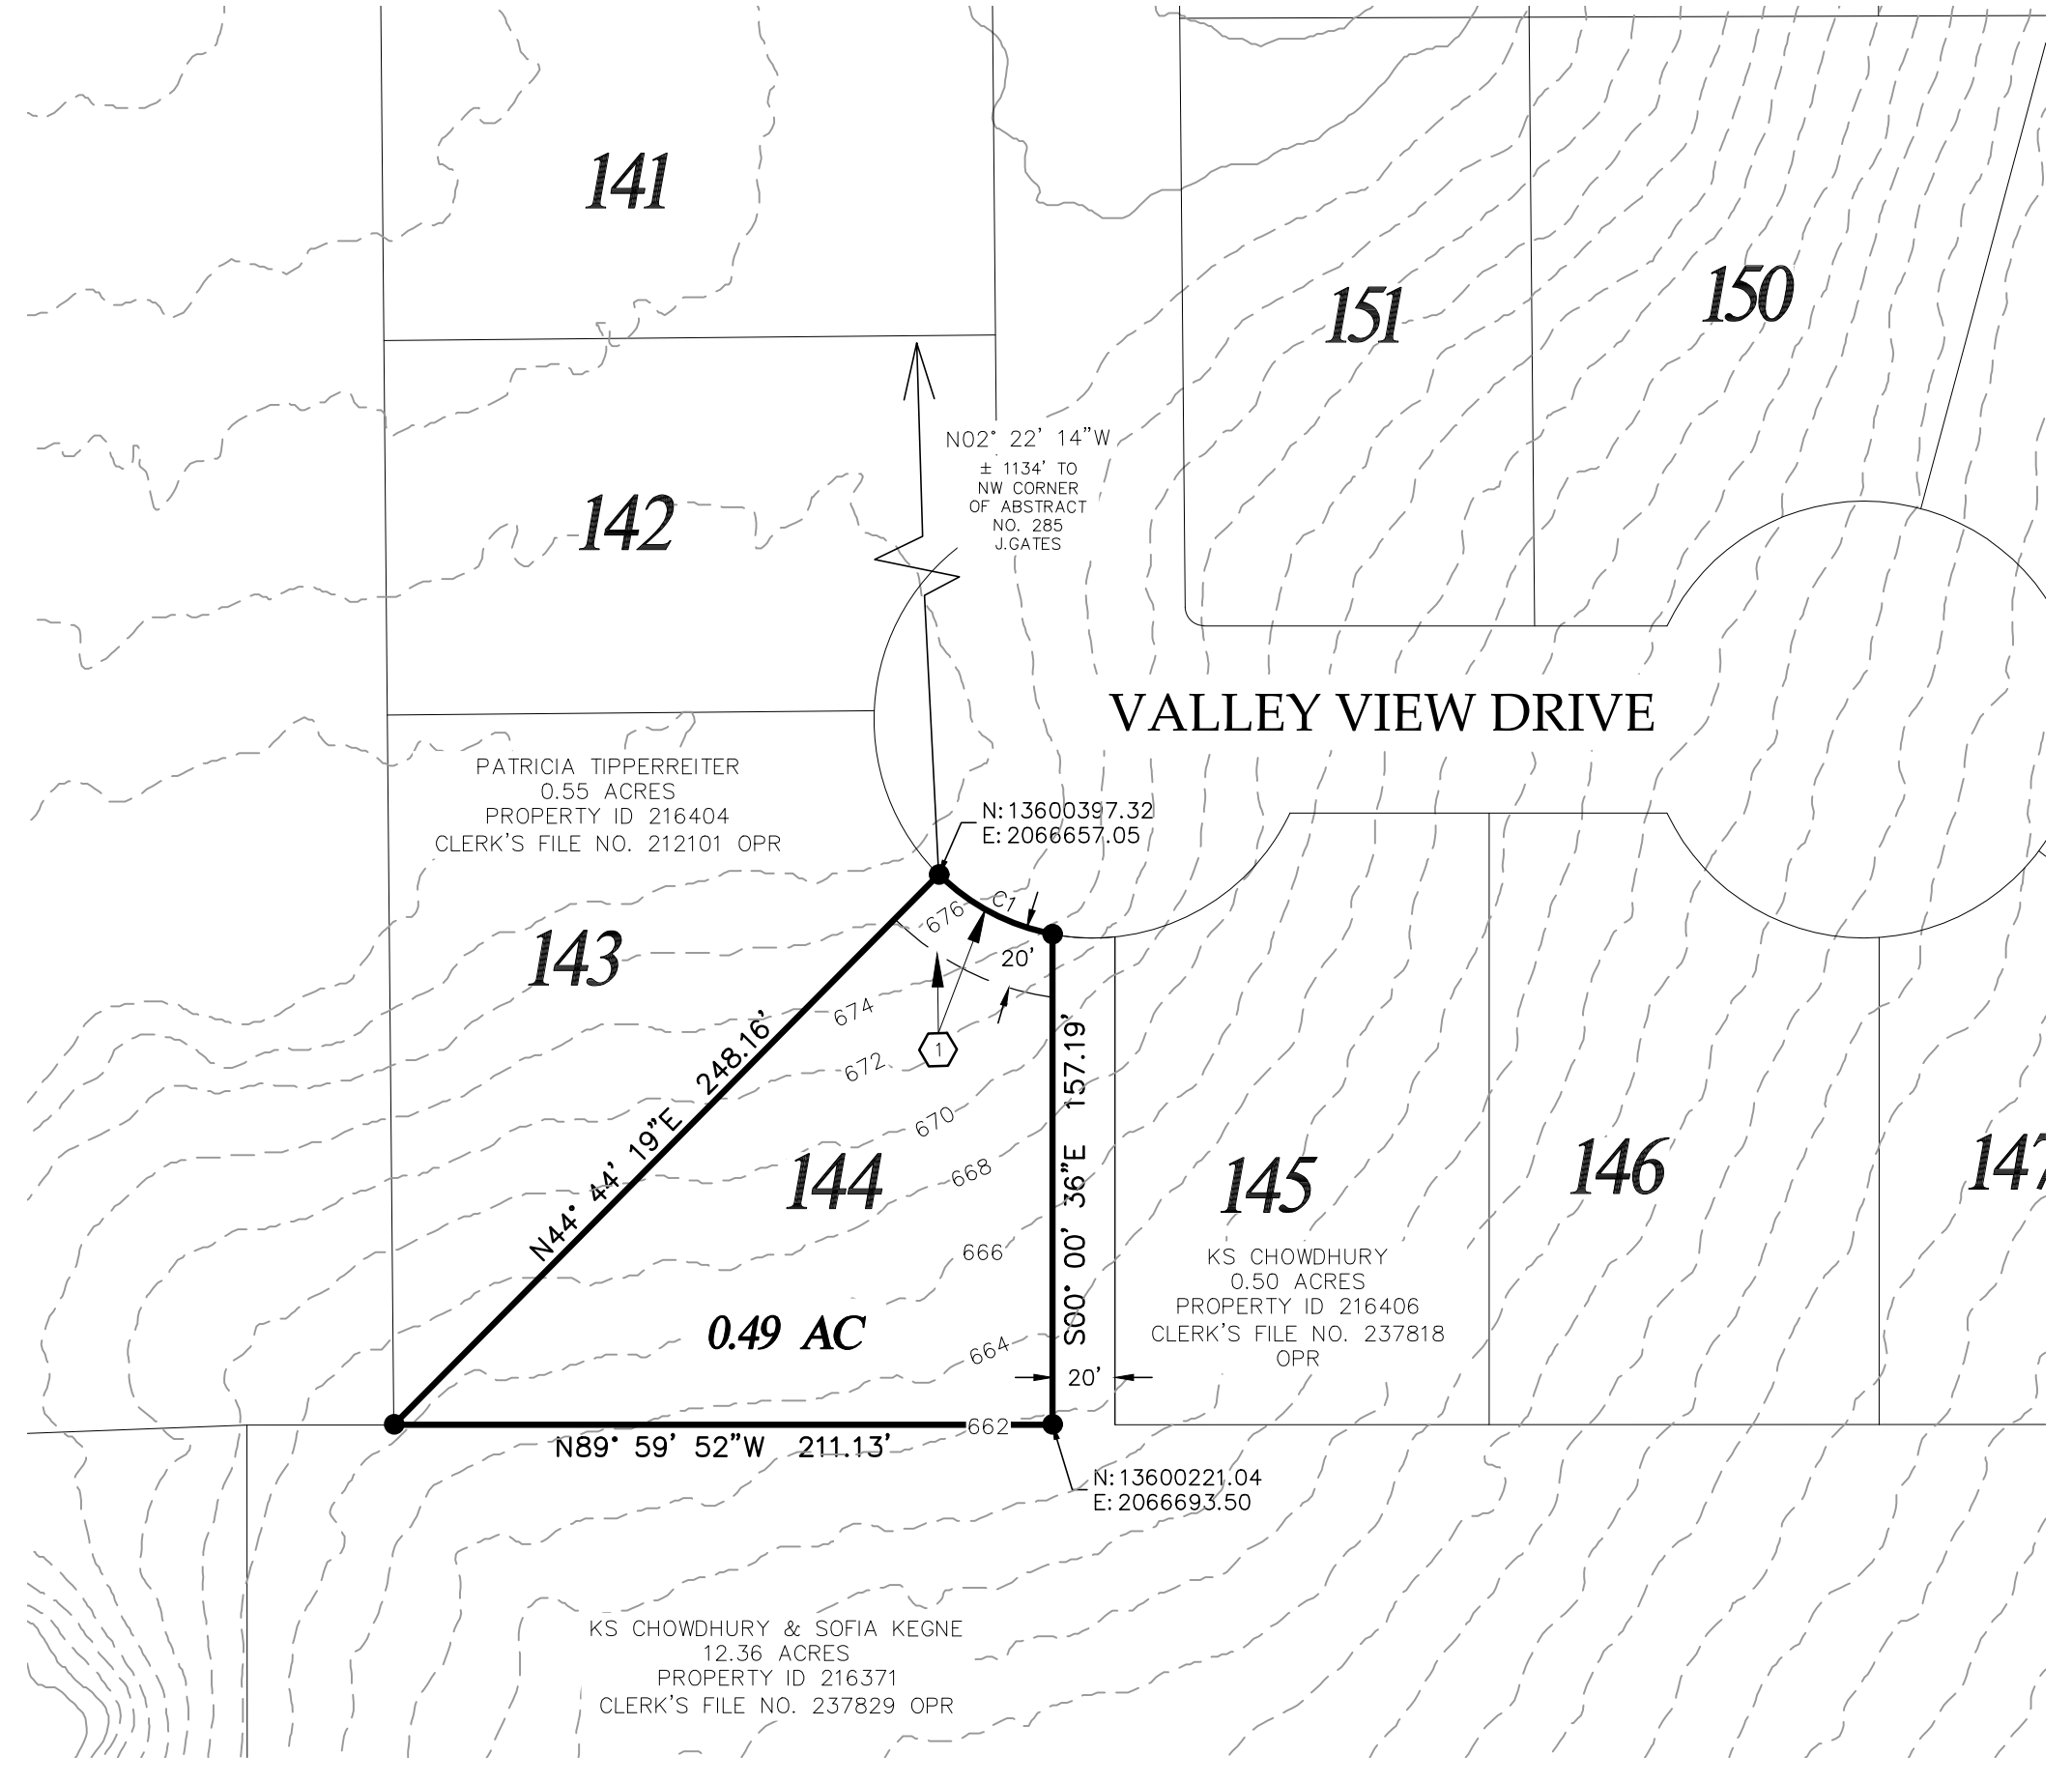 141
151
150
N02° 22' 14"W
± 1134' TO
NW CORNER
OF ABSTRACT
NO. 285
J.GATES
142
VALLEY VIEW DRIVE
PATRICIA TIPPERREITER
0.55 ACRES
PROPERTY ID 216404
CLERK'S FILE NO. 212101 OPR
N:13600397.32
E:2066657.05
C1
676
143
20'
674
1
672
248.16'
N44° 44' 19"E
157.19'
S00° 00' 36"E
670
668
144
145
146
147
666
KS CHOWDHURY
0.50 ACRES
PROPERTY ID 216406
CLERK'S FILE NO. 237818
OPR
0.49 AC
664
20'
662
N89° 59' 52"W 211.13'
N:13600221.04
E:2066693.50
KS CHOWDHURY & SOFIA KEGNE
12.36 ACRES
PROPERTY ID 216371
CLERK'S FILE NO. 237829 OPR